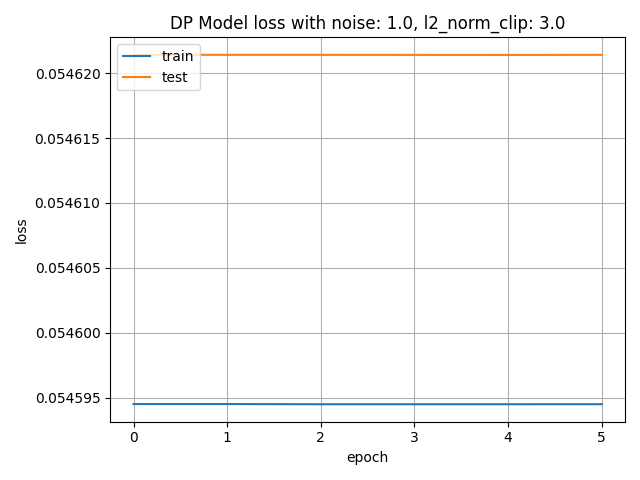 DP Model loss with noise: 1.0, l2_norm_clip: 3.0
train
test
0.054620
0.054615
0.054610
0.054605
0.054600
0.054595
loss
0 1 2 3 4 5
epoch